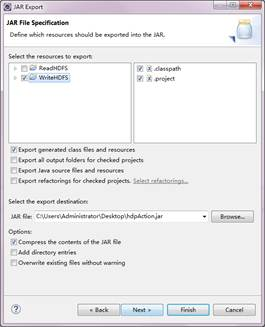 JAR Export
JAR File Specification
Define which resources should be exported into the JAR.
Select the resources to export:
ReadHDFS
WriteHDFS
.classpath
.project
Export generated class files and resources
Export all output folders for checked projects
Export Java source files and resources
Export refactorings for checked projects. Select refactorings...
Select the export destination:
JAR file: C:\Users\Administrator\Desktop\hdpAction.jar Browse...
Options:
Compress the contents of the JAR file
Add directory entries
Overwrite existing files without warning
? < Back Next > Finish Cancel